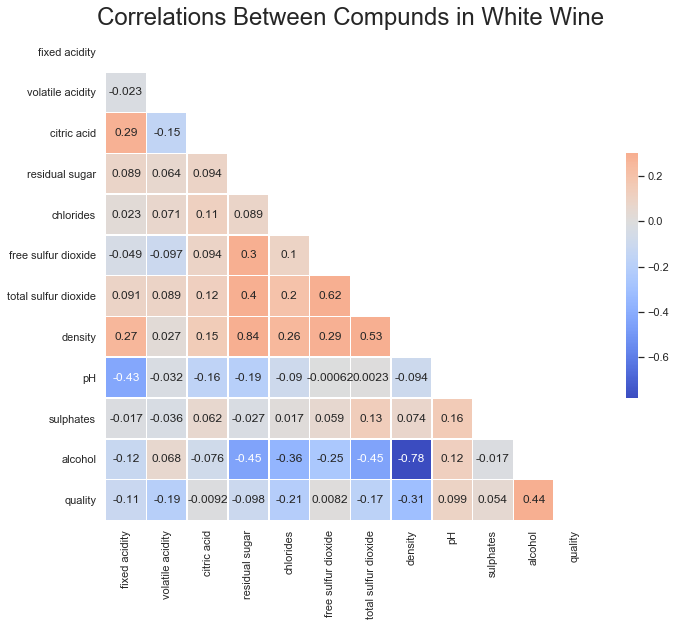 Correlations Between Compunds in White Wine
fixed acidity
volatile acidity -0.023
citric acid 0.29 -0.15
residual sugar 0.089 0.064 0.094
chlorides 0.023 0.071 0.11 0.089
free sulfur dioxide -0.049 -0.097 0.094 0.3 0.1
total sulfur dioxide 0.091 0.089 0.12 0.4 0.2 0.62
density 0.27 0.027 0.15 0.84 0.26 0.29 0.53
pH -0.43 -0.032 -0.16 -0.19 -0.09 -0.00062 0.0023 -0.094
sulphates -0.017 -0.036 0.062 -0.027 0.017 0.059 0.13 0.074 0.16
alcohol -0.12 0.068 -0.076 -0.45 -0.36 -0.25 -0.45 -0.78 0.12 -0.017
quality -0.11 -0.19 -0.0092 -0.098 -0.21 0.0082 -0.17 -0.31 0.099 0.054 0.44
fixed acidity
volatile acidity
citric acid
residual sugar
chlorides
free sulfur dioxide
total sulfur dioxide
density
pH
sulphates
alcohol
quality
0.2
0.0
−0.2
−0.4
−0.6